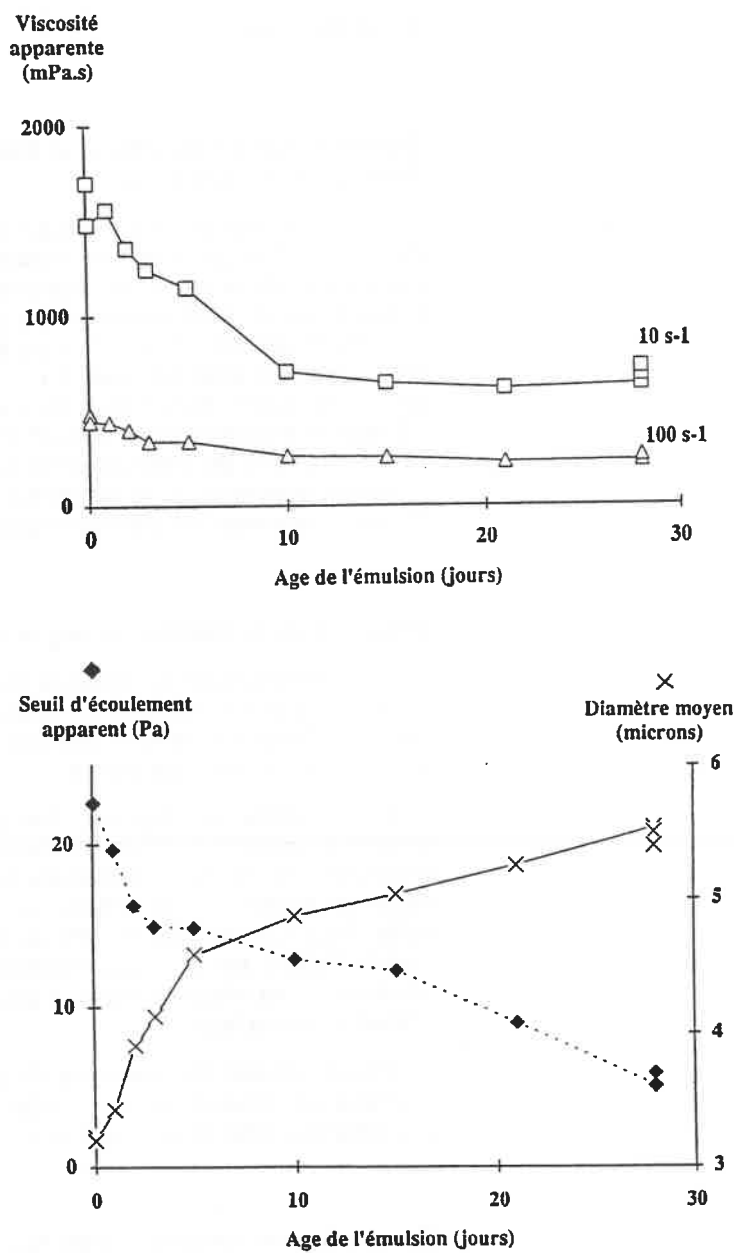 Viscosité
apparente
(mPa.s)
2000
1000
0
10 s-1
100 s-1
0 10 20 30
Age de l'émulsion (jours)
Seuil d'écoulement
apparent (Pa)
Diamètre moyen
(microns)
20
10
0
6
5
4
3
0 10 20 30
Age de l'émulsion (jours)